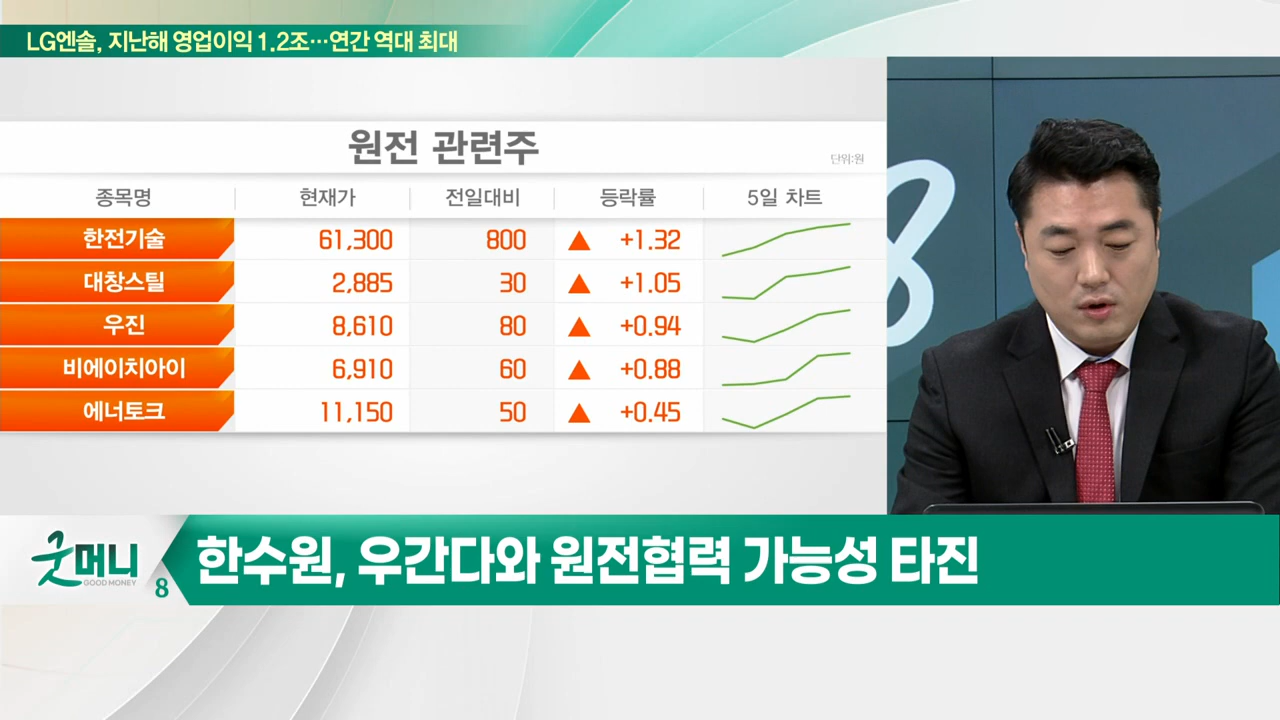 LG엔솔, 지난해 영업이익 1.2조…연간 역대 최대
원전 관련주
단위:원
종목명 현재가 전일대비 등락률 5일 차트
한전기술 61,300 800 ▲ +1.32
대창스틸 2,885 30 ▲ +1.05
우진 8,610 80 ▲ +0.94
비에이치아이 6,910 60 ▲ +0.88
에너토크 11,150 50 ▲ +0.45
8
굿머니
GOOD MONEY
8
한수원, 우간다와 원전협력 가능성 타진